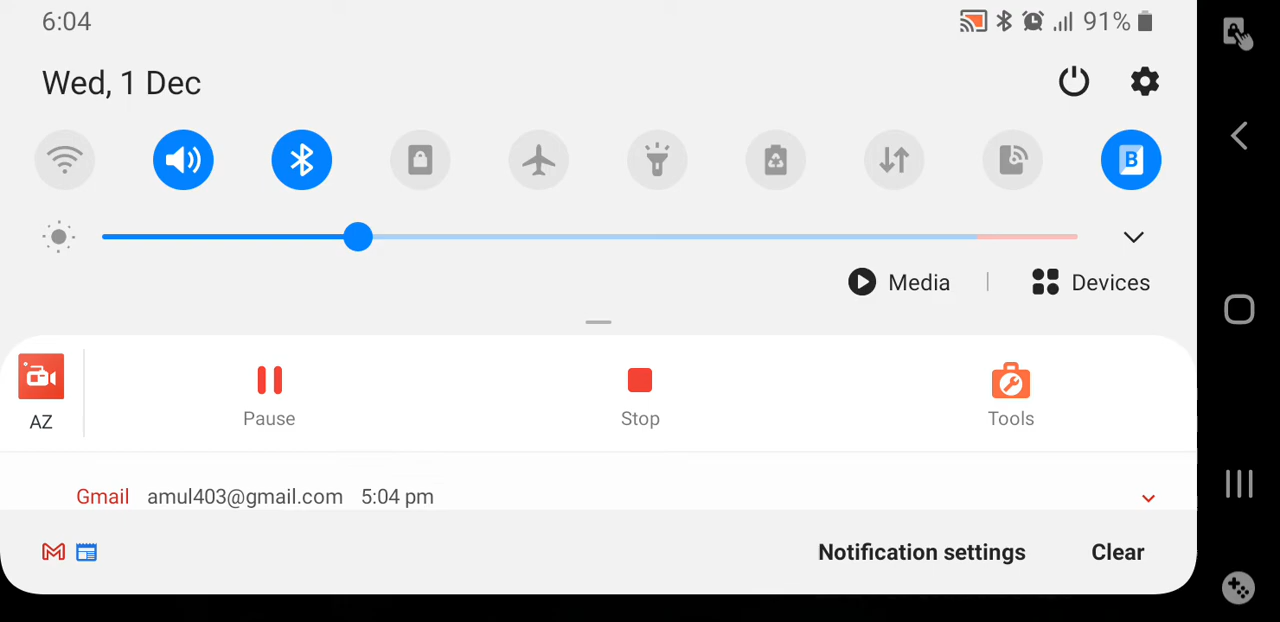 6:04 91%
Wed, 1 Dec
B
Media | Devices
AZ Pause Stop Tools
Gmail amul403@gmail.com 5:04 pm
Notification settings Clear